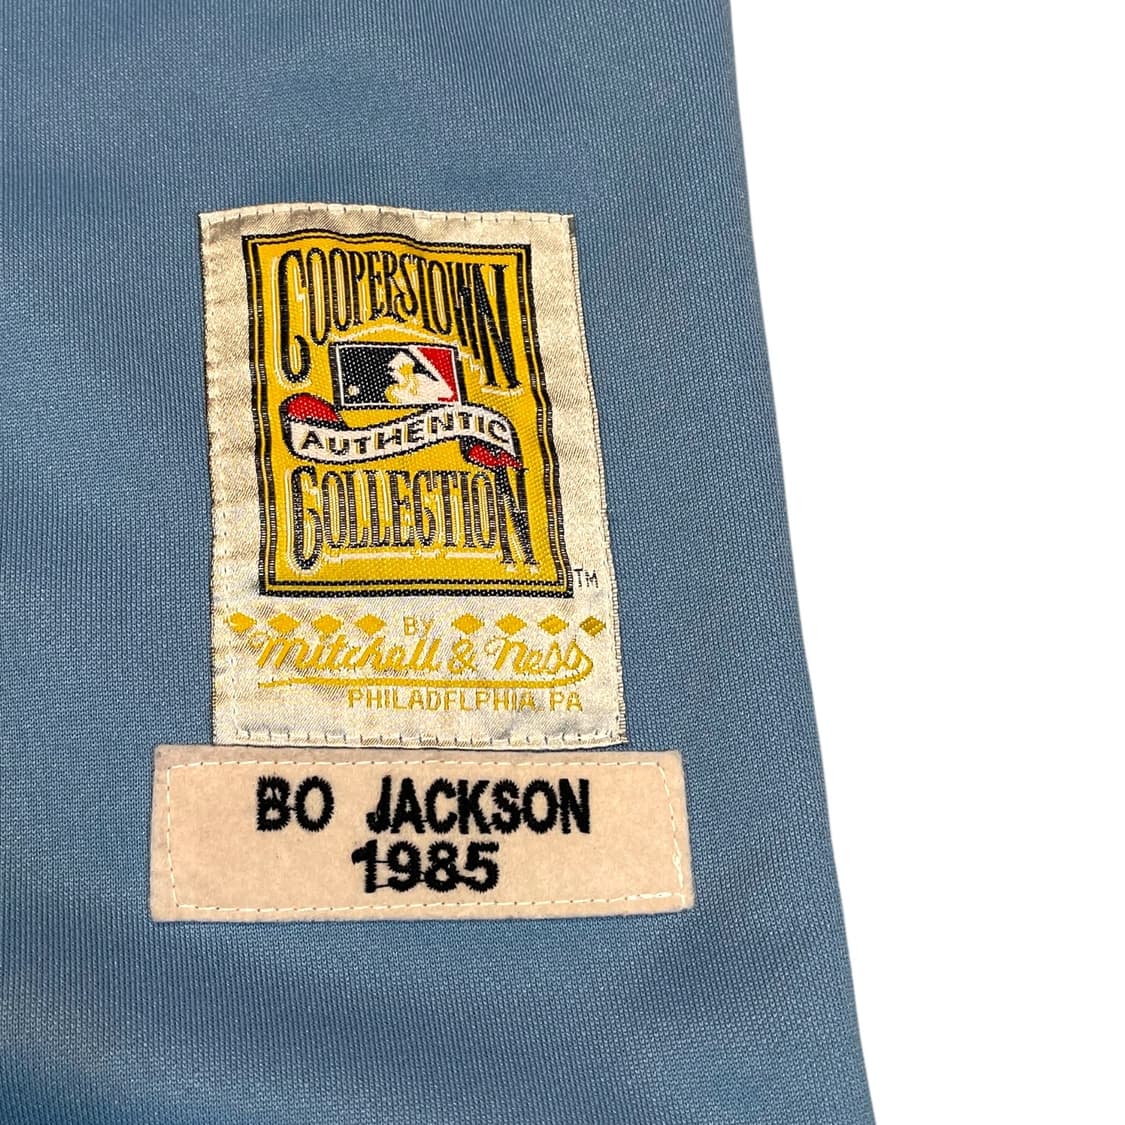 COOPERSTOWN
AUTHENTIC
COLLECTION
TM
BY
Mitchell & Ness
PHILADELPHIA, PA
BO JACKSON
1985